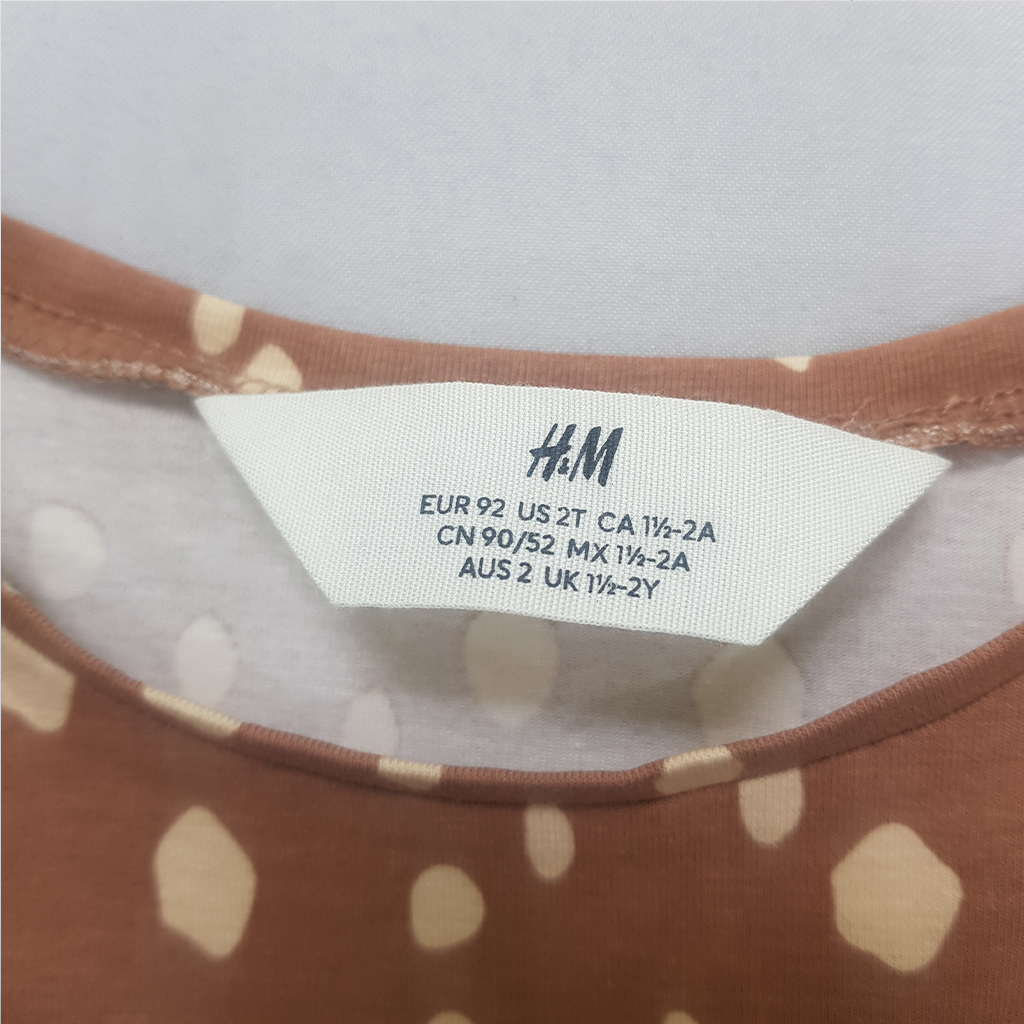 H&M
EUR 92 US 2T CA 1½-2A
CN 90/52 MX 1½-2A
AUS 2 UK 1½-2Y